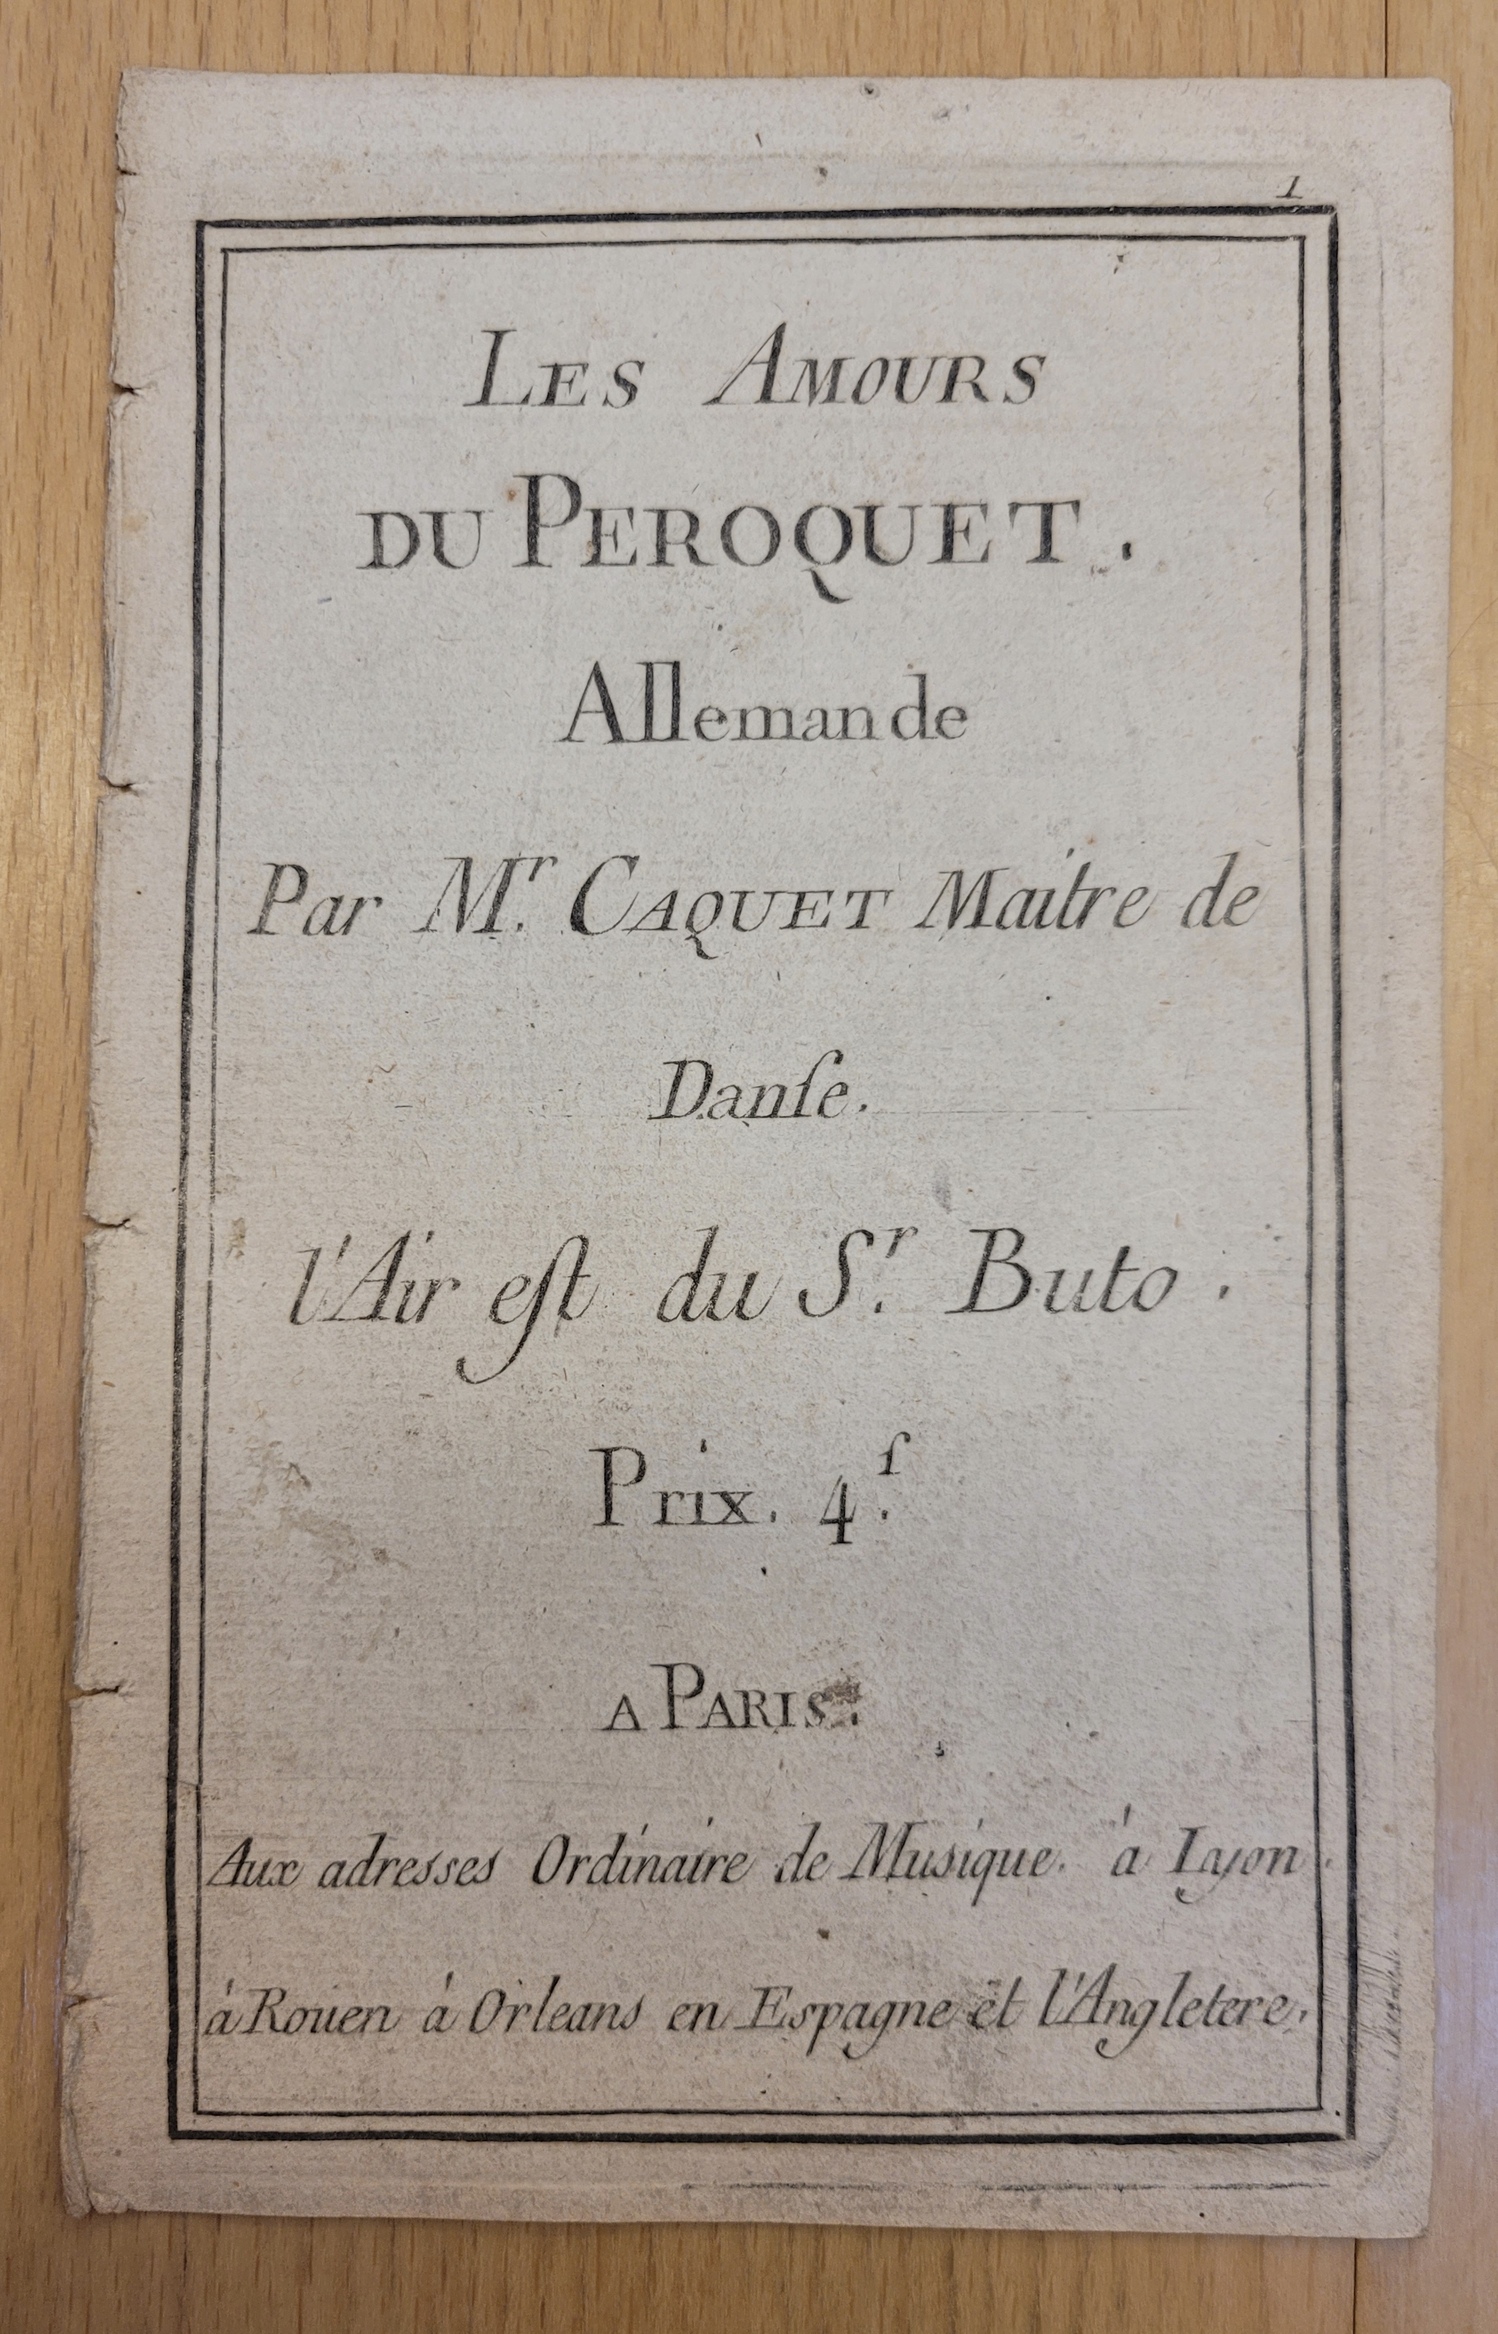 1
LES AMOURS
DU PEROQUET.
Allemande
Par Mr. CAQUET Maitre de
Danſe.
l'Air eſt du Sr. Buto.
Prix. 4ſ.
A PARIS.
Aux adresses Ordinaire de Musique. à Lyon.
à Rouen à Orleans en Espagne et l'Angletere.